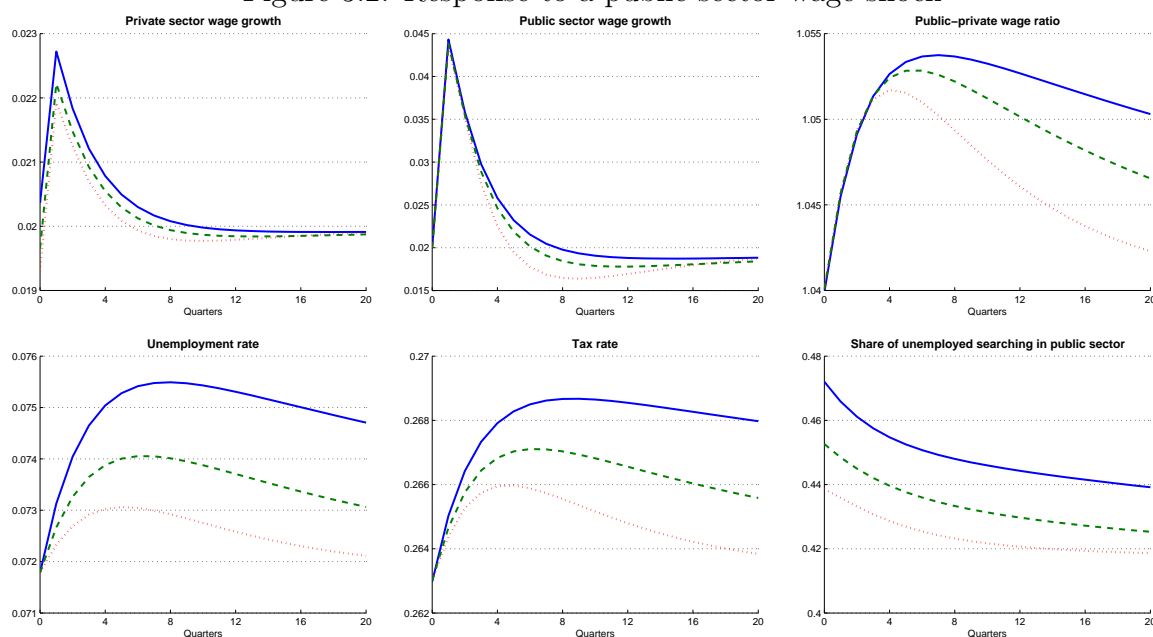 Figure 3.2: Response to a public sector wage shock
Private sector wage growth
0.023
0.022
0.021
0.02
0.019
0 4 8 12 16 20
Quarters
Public sector wage growth
0.045
0.04
0.035
0.03
0.025
0.02
0.015
0 4 8 12 16 20
Quarters
Public−private wage ratio
1.055
1.05
1.045
1.04
0 4 8 12 16 20
Quarters
Unemployment rate
0.076
0.075
0.074
0.073
0.072
0.071
0 4 8 12 16 20
Quarters
Tax rate
0.27
0.268
0.266
0.264
0.262
0 4 8 12 16 20
Quarters
Share of unemployed searching in public sector
0.48
0.46
0.44
0.42
0.4
0 4 8 12 16 20
Quarters